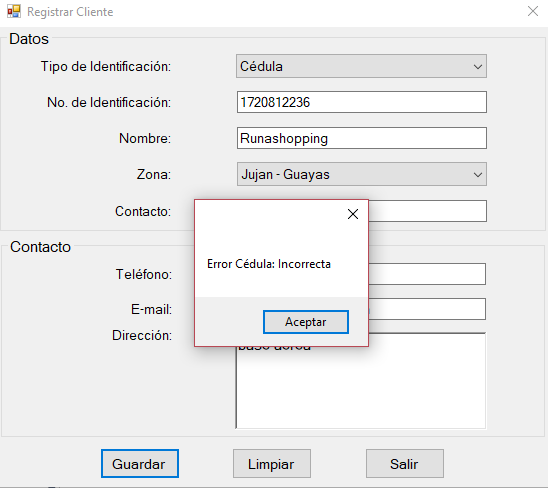 Registrar Cliente
Datos
Tipo de Identificación: Cédula
No. de Identificación: 1720812236
Nombre: Runashopping
Zona: Jujan - Guayas
Contacto:
Error Cédula: Incorrecta
Aceptar
Contacto
Teléfono:
E-mail:
Dirección:
Guardar Limpiar Salir